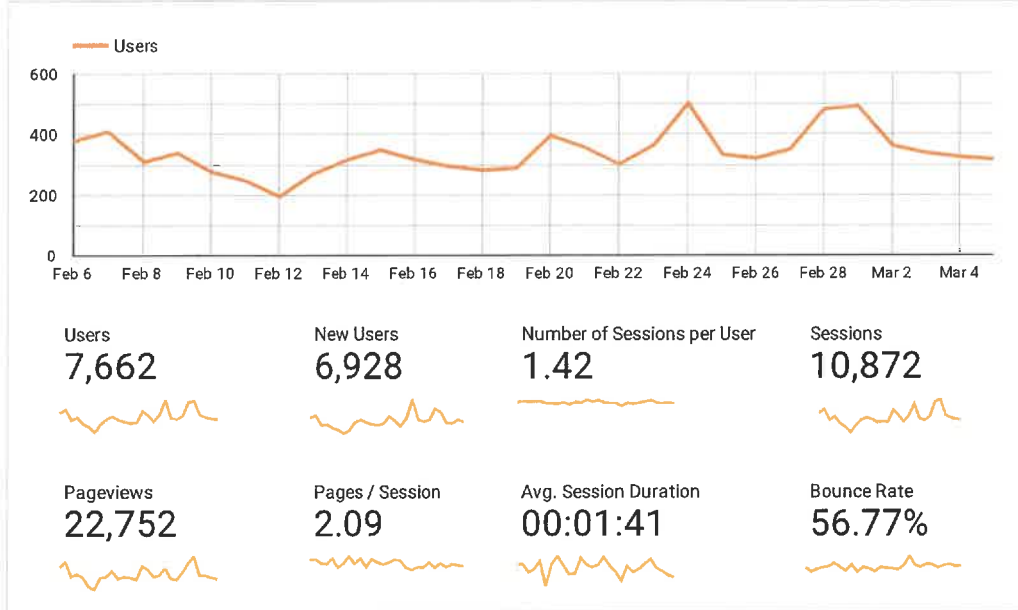 Users
600
400
200
0
Feb 6 Feb 8 Feb 10 Feb 12 Feb 14 Feb 16 Feb 18 Feb 20 Feb 22 Feb 24 Feb 26 Feb 28 Mar 2 Mar 4
Users New Users Number of Sessions per User Sessions
7,662 6,928 1.42 10,872
Pageviews Pages / Session Avg. Session Duration Bounce Rate
22,752 2.09 00:01:41 56.77%